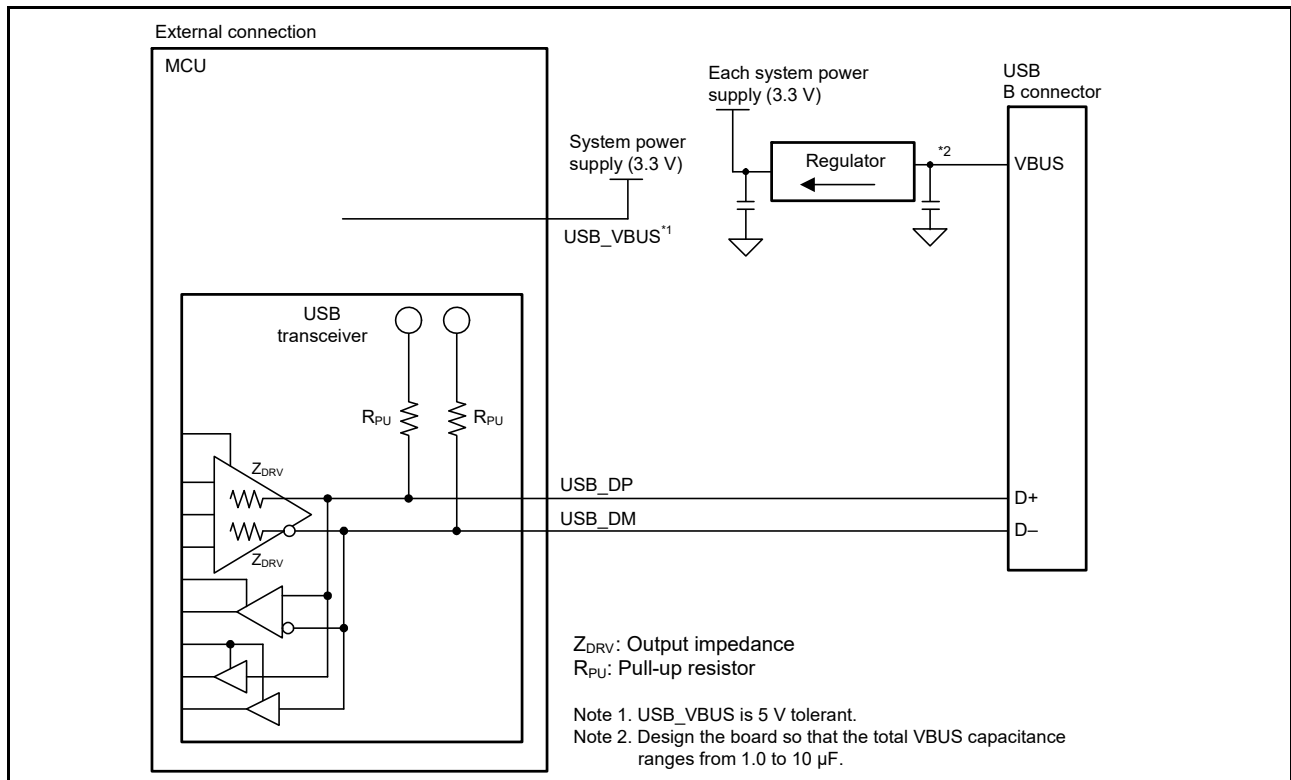 External connection
MCU
Each system power
supply (3.3 V)
USB
B connector
System power
supply (3.3 V)
Regulator
*2
VBUS
USB_VBUS*1
USB
transceiver
RPU
RPU
ZDRV
USB_DP
D+
USB_DM
D–
ZDRV
ZDRV: Output impedance
RPU: Pull-up resistor
Note 1. USB_VBUS is 5 V tolerant.
Note 2. Design the board so that the total VBUS capacitance
ranges from 1.0 to 10 µF.